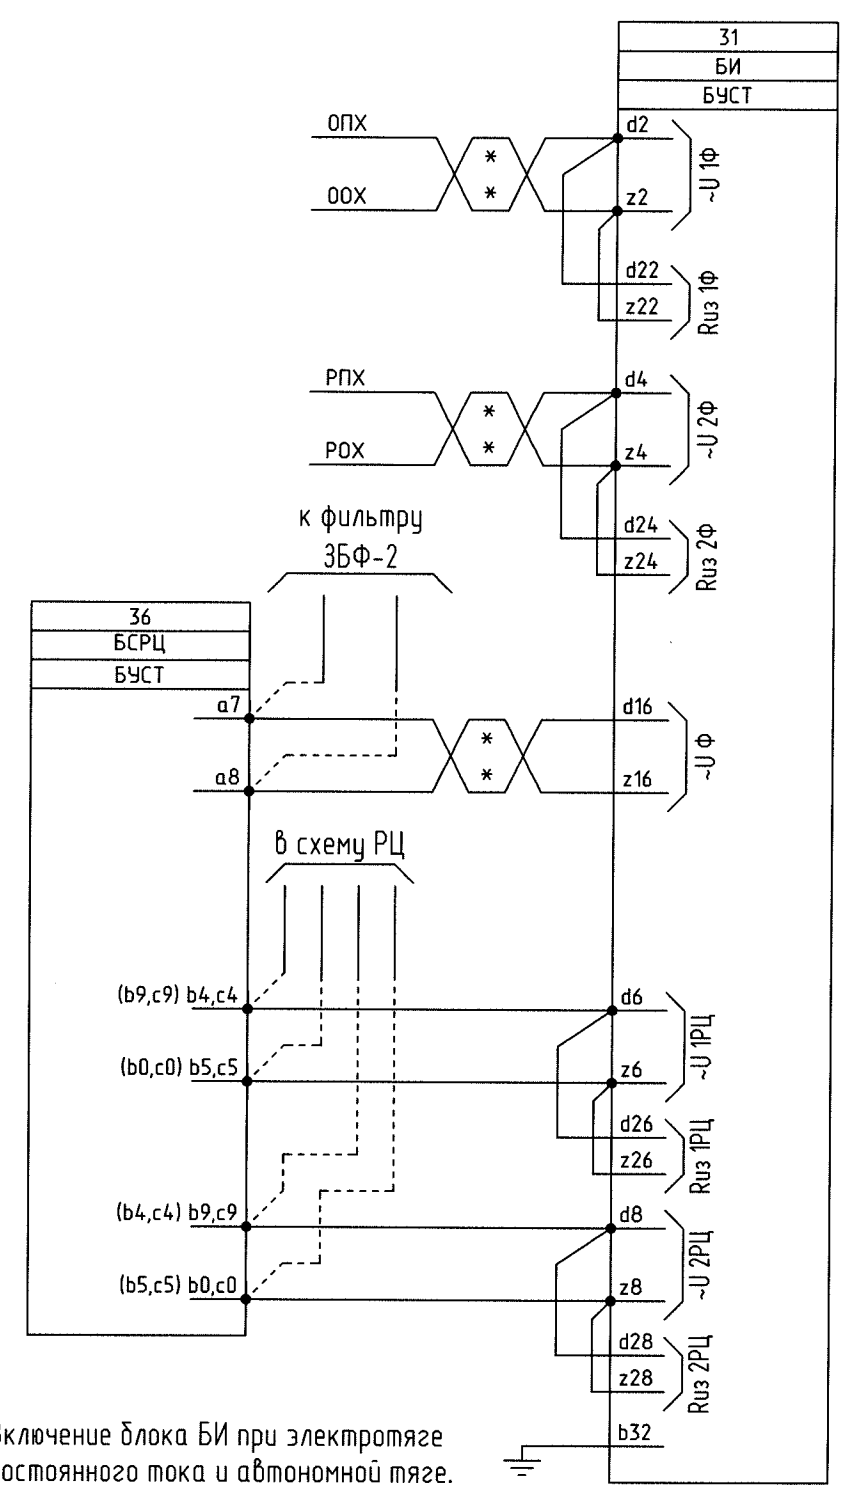 31
БИ
БУСТ
ОПХ
d2
*
~U 1Ф
*
ООХ
z2
d22
Rиз 1Ф
z22
РПХ
d4
*
~U 2Ф
*
РОХ
z4
к фильтру
ЗБФ-2
d24
Rиз 2Ф
z24
36
БСРЦ
БУСТ
a7
d16
*
~U Ф
*
a8
z16
в схему РЦ
(b9,c9) b4,c4
d6
~U 1РЦ
(b0,c0) b5,c5
z6
d26
Rиз 1РЦ
z26
(b4,c4) b9,c9
d8
~U 2РЦ
(b5,c5) b0,c0
z8
d28
Rиз 2РЦ
z28
b32
ключение блока БИ при электротяге
остоянного тока и автономной тяге.